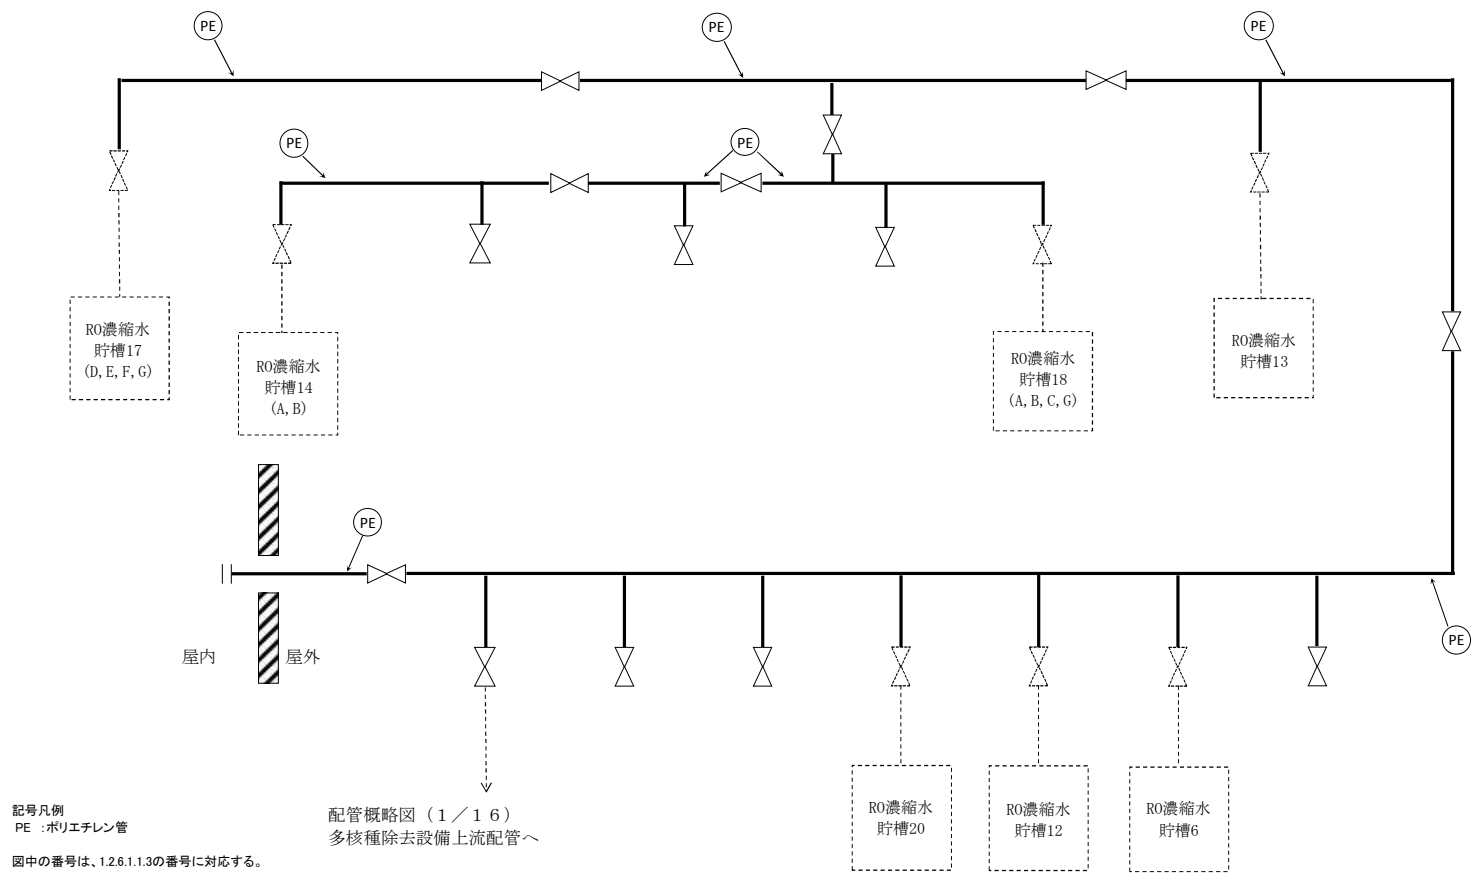 PE
PE
PE
PE
PE
RO濃縮水
貯槽17
(D,E,F,G)
RO濃縮水
貯槽14
(A,B)
RO濃縮水
貯槽18
(A,B,C,G)
RO濃縮水
貯槽13
PE
屋内
屋外
PE
RO濃縮水
貯槽20
RO濃縮水
貯槽12
RO濃縮水
貯槽6
配管概略図（１／１６）
多核種除去設備上流配管へ
記号凡例
PE :ポリエチレン管
図中の番号は、1.2.6.1.1.3の番号に対応する。